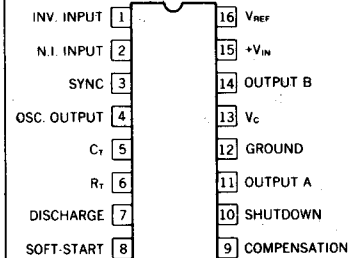 INV. INPUT 1 16 VREF
N.I. INPUT 2 15 +VIN
SYNC 3 14 OUTPUT B
OSC. OUTPUT 4 13 VC
CT 5 12 GROUND
RT 6 11 OUTPUT A
DISCHARGE 7 10 SHUTDOWN
SOFT-START 8 9 COMPENSATION